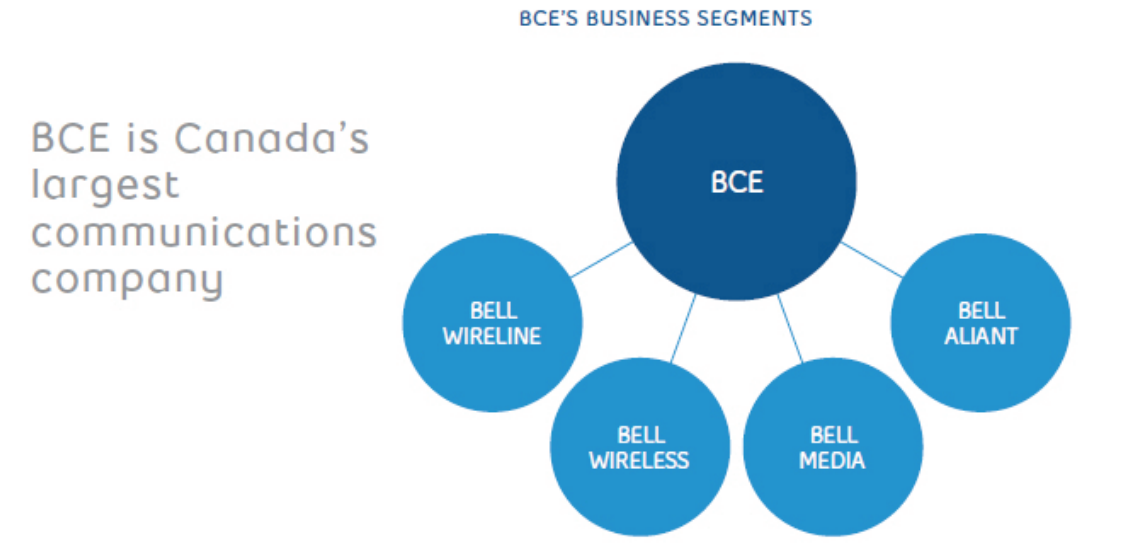 BCE'S BUSINESS SEGMENTS
BCE is Canada's
largest
communications
company
BCE
BELL
WIRELINE
BELL
WIRELESS
BELL
MEDIA
BELL
ALIANT